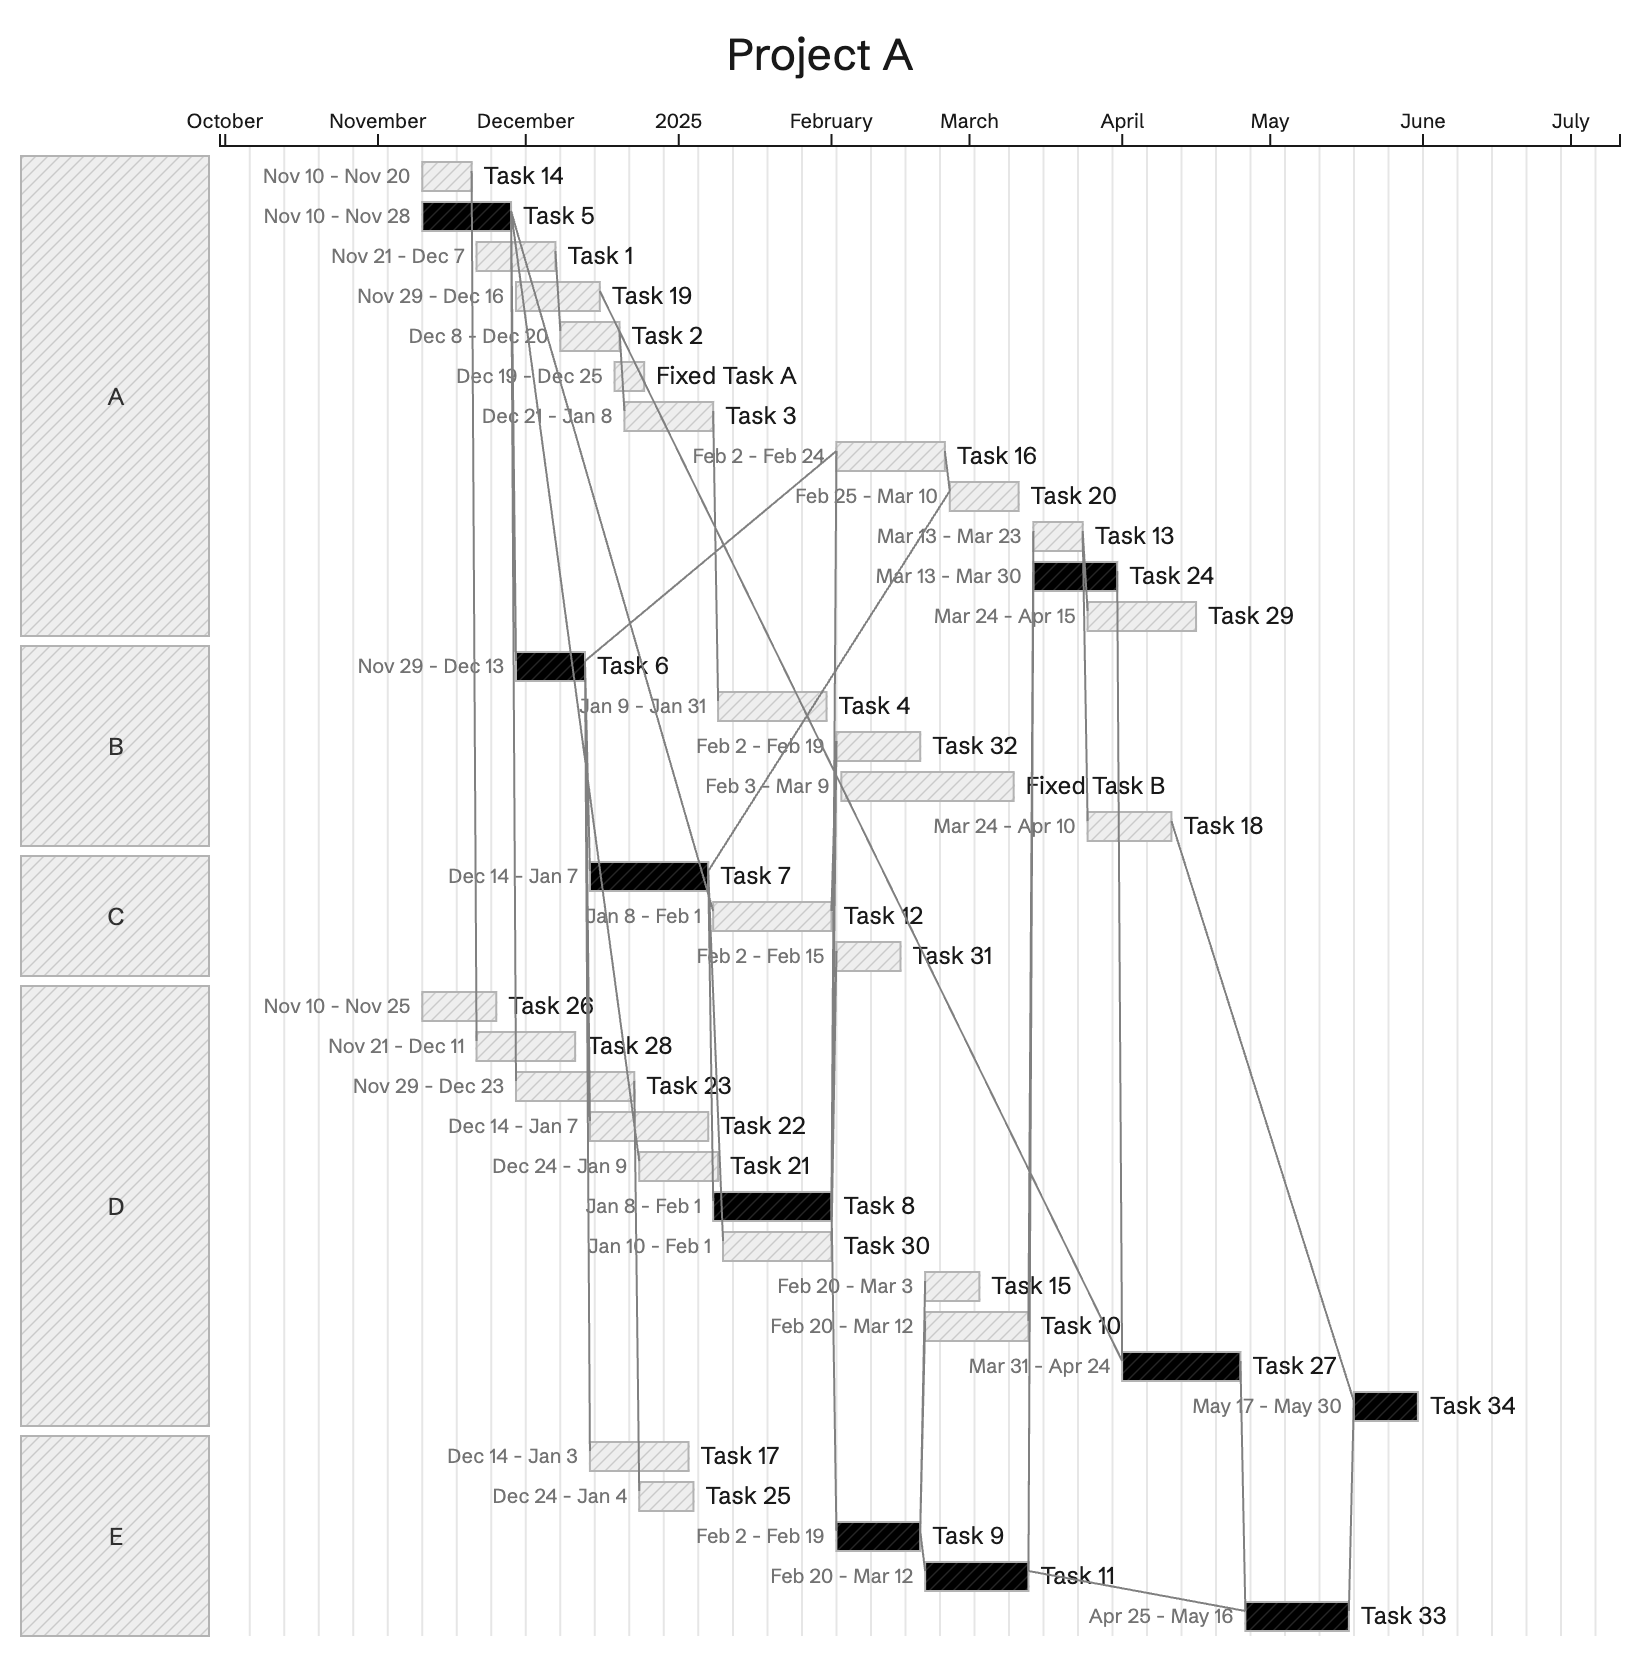 Project A
October November December 2025 February March April May June July
A
Nov 10 - Nov 20 Task 14
Nov 10 - Nov 28 Task 5
Nov 21 - Dec 7 Task 1
Nov 29 - Dec 16 Task 19
Dec 8 - Dec 20 Task 2
Dec 19 - Dec 25 Fixed Task A
Dec 21 - Jan 8 Task 3
Feb 2 - Feb 24 Task 16
Feb 25 - Mar 10 Task 20
Mar 13 - Mar 23 Task 13
Mar 13 - Mar 30 Task 24
Mar 24 - Apr 15 Task 29
B
Nov 29 - Dec 13 Task 6
Jan 9 - Jan 31 Task 4
Feb 2 - Feb 19 Task 32
Feb 3 - Mar 9 Fixed Task B
Mar 24 - Apr 10 Task 18
C
Dec 14 - Jan 7 Task 7
Jan 8 - Feb 1 Task 12
Feb 2 - Feb 15 Task 31
D
Nov 10 - Nov 25 Task 26
Nov 21 - Dec 11 Task 28
Nov 29 - Dec 23 Task 23
Dec 14 - Jan 7 Task 22
Dec 24 - Jan 9 Task 21
Jan 8 - Feb 1 Task 8
Jan 10 - Feb 1 Task 30
Feb 20 - Mar 3 Task 15
Feb 20 - Mar 12 Task 10
Mar 31 - Apr 24 Task 27
May 17 - May 30 Task 34
E
Dec 14 - Jan 3 Task 17
Dec 24 - Jan 4 Task 25
Feb 2 - Feb 19 Task 9
Feb 20 - Mar 12 Task 11
Apr 25 - May 16 Task 33